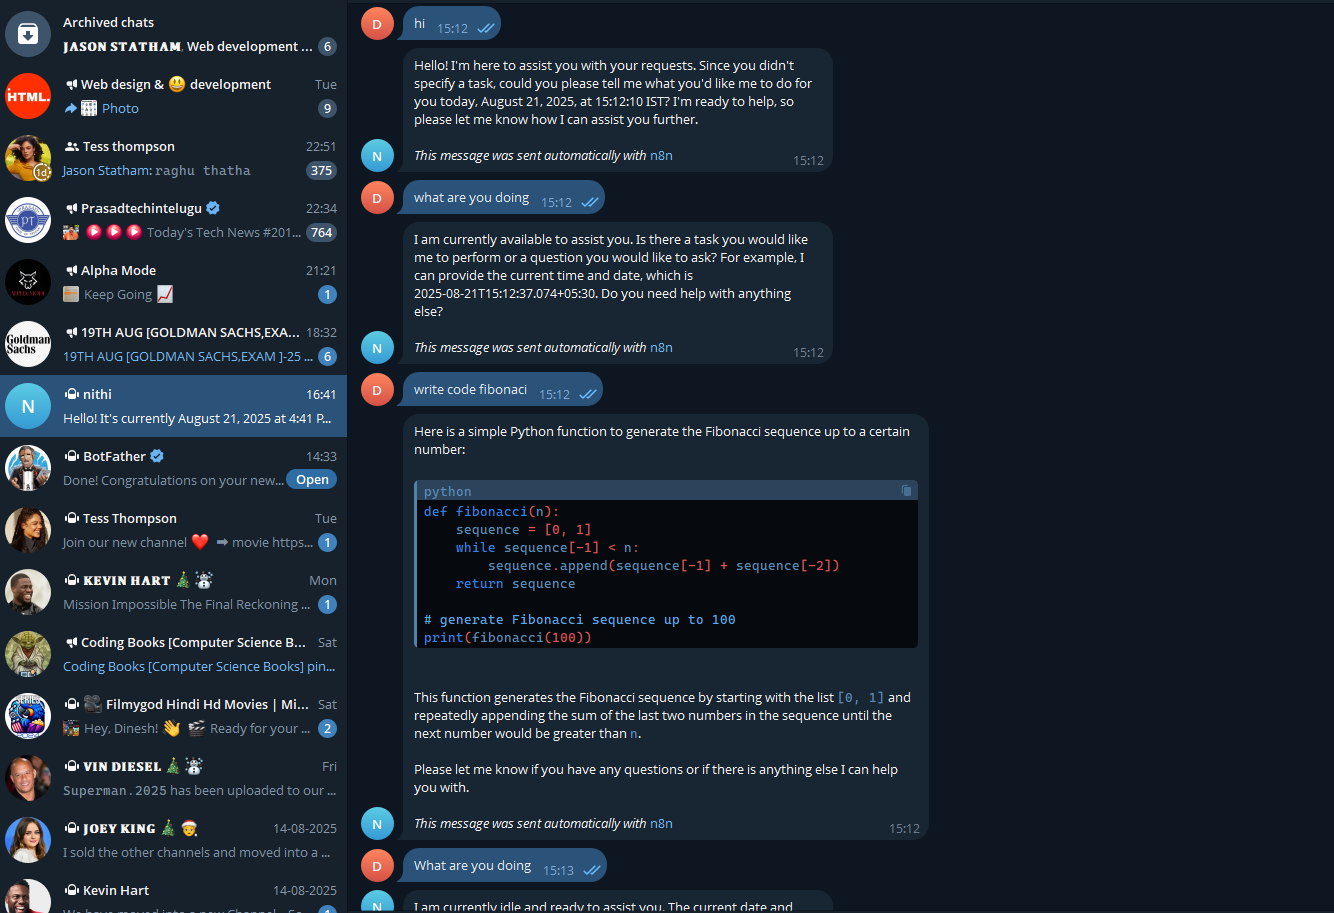 Archived chats
𝐉𝐀𝐒𝐎𝐍 𝐒𝐓𝐀𝐓𝐇𝐀𝐌, Web development ... 6
HTML.
Web design & 😃 development Tue
Photo 9
Tess thompson 22:51
1d
Jason Statham: raghu thatha 375
PT
Prasadtechintelugu 22:34
Today's Tech News #201... 764
ALPHA MODE
Alpha Mode 21:21
Keep Going 📈 1
Goldman
Sachs
19TH AUG [GOLDMAN SACHS,EXA... 18:32
19TH AUG [GOLDMAN SACHS,EXAM ]-25 ... 6
N
nithi 16:41
Hello! It's currently August 21, 2025 at 4:41 P...
BotFather 14:33
Done! Congratulations on your new... Open
Tess Thompson Tue
Join our new channel ❤️ ➡ movie https... 1
𝐊𝐄𝐕𝐈𝐍 𝐇𝐀𝐑𝐓 🎄☃️ Mon
Mission Impossible The Final Reckoning ... 1
Coding Books [Computer Science B... Sat
Coding Books [Computer Science Books] pin...
🎥 Filmygod Hindi Hd Movies | Mi... Sat
Hey, Dinesh! 👋 🎬 Ready for your ... 2
𝐕𝐈𝐍 𝐃𝐈𝐄𝐒𝐄𝐋 🎄☃️ Fri
Superman.2025 has been uploaded to our ...
𝐉𝐎𝐄𝐘 𝐊𝐈𝐍𝐆 🎄🎅 14-08-2025
I sold the other channels and moved into a ...
Kevin Hart 14-08-2025
D
hi 15:12
Hello! I'm here to assist you with your requests. Since you didn't
specify a task, could you please tell me what you'd like me to do for
you today, August 21, 2025, at 15:12:10 IST? I'm ready to help, so
please let me know how I can assist you further.
N
This message was sent automatically with n8n
15:12
D
what are you doing 15:12
I am currently available to assist you. Is there a task you would like
me to perform or a question you would like to ask? For example, I
can provide the current time and date, which is
2025-08-21T15:12:37.074+05:30. Do you need help with anything
else?
N
This message was sent automatically with n8n
15:12
D
write code fibonaci 15:12
Here is a simple Python function to generate the Fibonacci sequence up to a certain
number:
python
def fibonacci(n):
    sequence = [0, 1]
    while sequence[-1] < n:
        sequence.append(sequence[-1] + sequence[-2])
    return sequence
# generate Fibonacci sequence up to 100
print(fibonacci(100))
This function generates the Fibonacci sequence by starting with the list [0, 1] and
repeatedly appending the sum of the last two numbers in the sequence until the
next number would be greater than n.
Please let me know if you have any questions or if there is anything else I can help
you with.
N
This message was sent automatically with n8n
15:12
D
What are you doing 15:13
N
I am currently idle and ready to assist you. The current date and